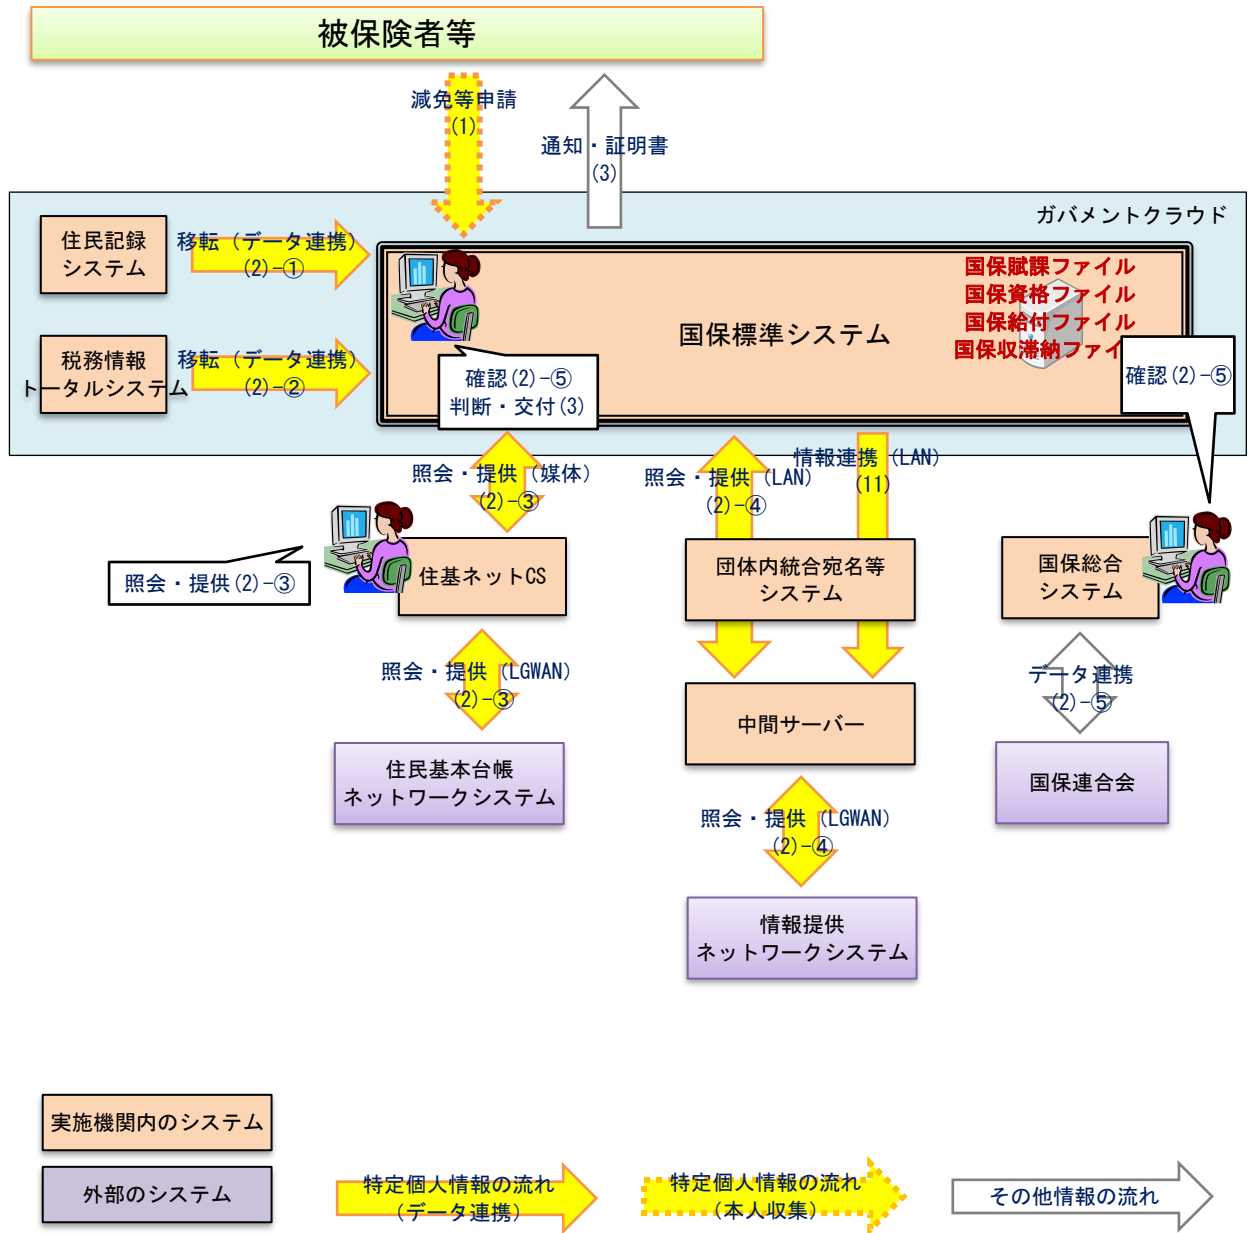 被保険者等
減免等申請
(1)
通知・証明書
(3)
ガバメントクラウド
住民記録
システム
移転（データ連携）
(2)-①
税務情報
トータルシステム
移転（データ連携）
(2)-②
国保標準システム
国保賦課ファイル
国保資格ファイル
国保給付ファイル
国保収滞納ファイ
確認(2)-⑤
判断・交付(3)
確認(2)-⑤
照会・提供（媒体）
(2)-③
照会・提供（LAN）
(2)-④
情報連携（LAN）
(11)
照会・提供(2)-③
住基ネットCS
団体内統合宛名等
システム
国保総合
システム
照会・提供（LGWAN）
(2)-③
データ連携
(2)-⑤
中間サーバー
住民基本台帳
ネットワークシステム
国保連合会
照会・提供（LGWAN）
(2)-④
情報提供
ネットワークシステム
実施機関内のシステム
外部のシステム
特定個人情報の流れ
（データ連携）
特定個人情報の流れ
（本人収集）
その他情報の流れ